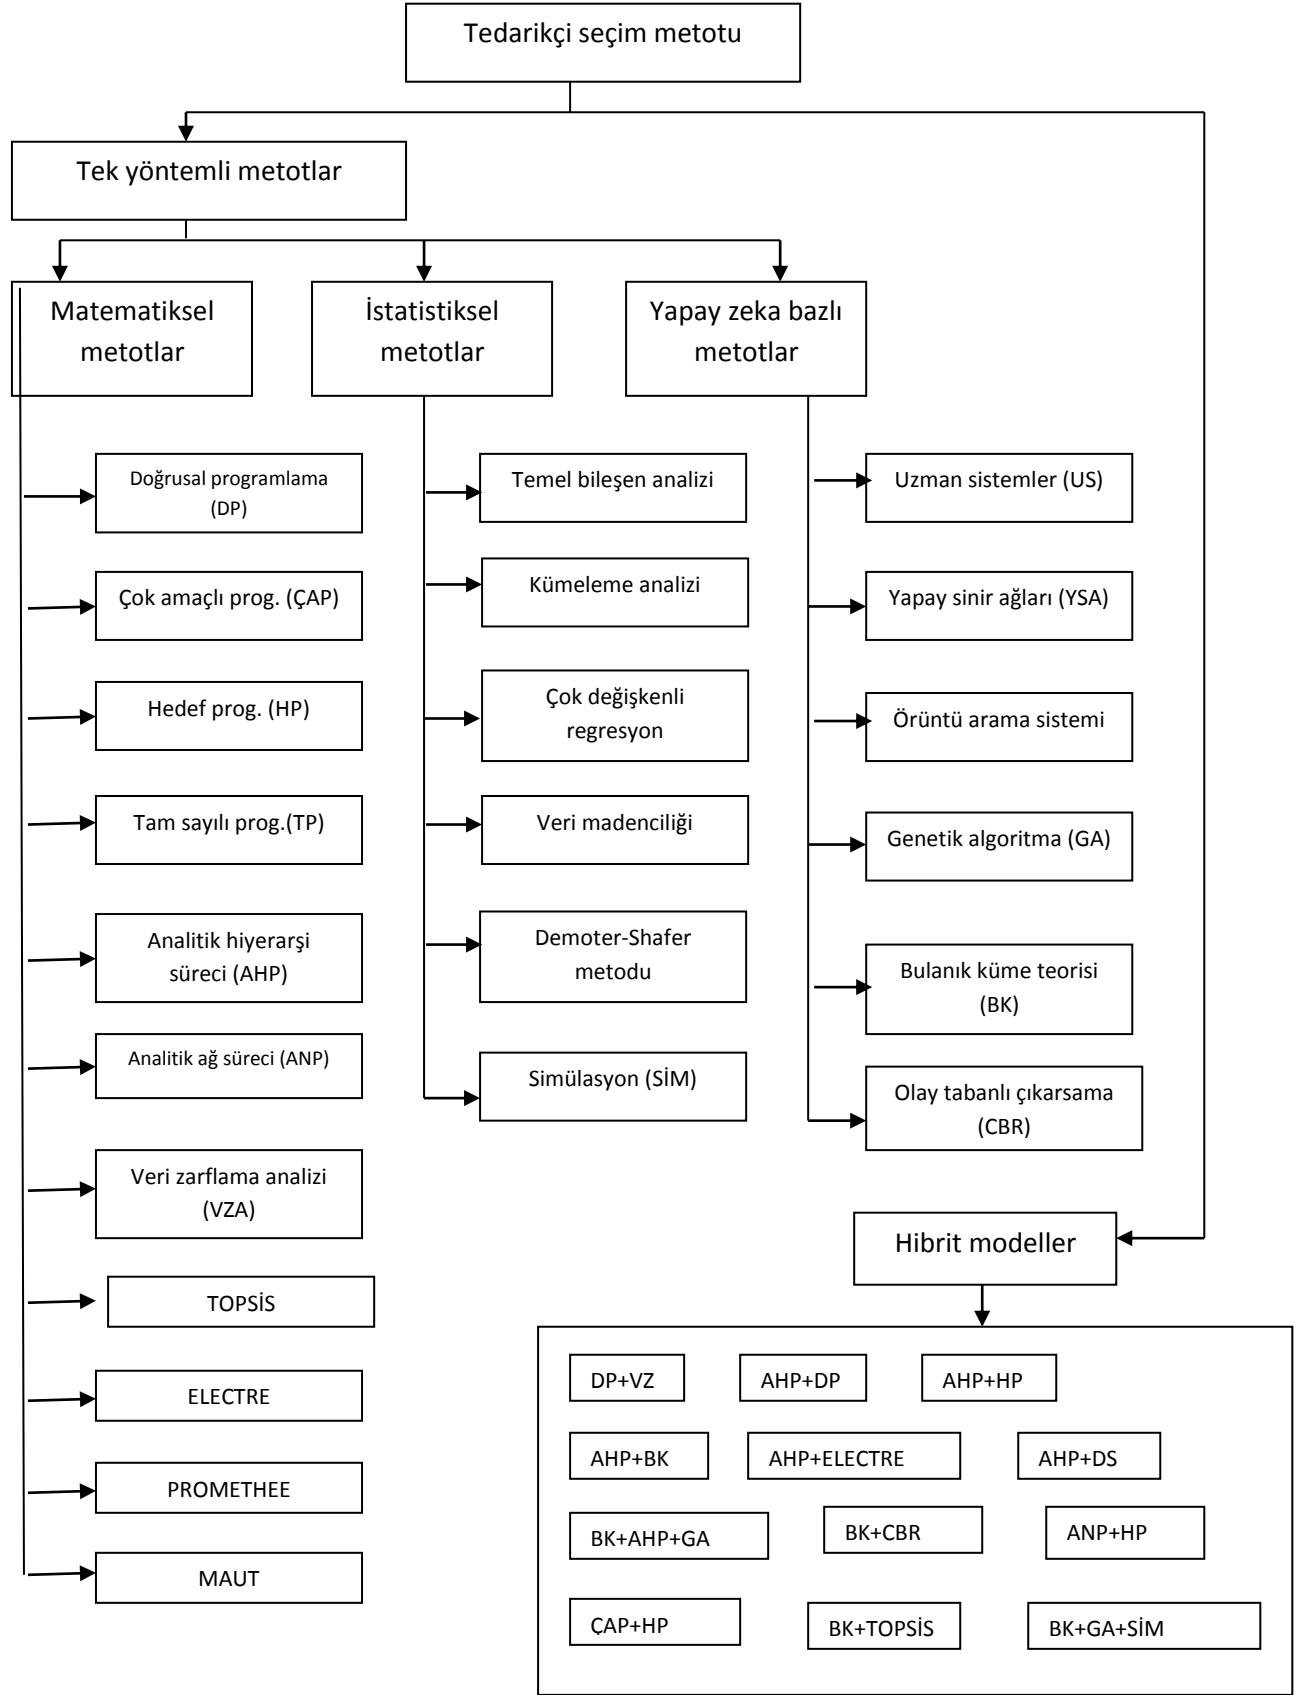 Tedarikçi seçim metotu
Tek yöntemli metotlar
Matematiksel
metotlar
İstatistiksel
metotlar
Yapay zeka bazlı
metotlar
Doğrusal programlama
(DP)
Çok amaçlı prog. (ÇAP)
Hedef prog. (HP)
Tam sayılı prog.(TP)
Analitik hiyerarşi
süreci (AHP)
Analitik ağ süreci (ANP)
Veri zarflama analizi
(VZA)
TOPSİS
ELECTRE
PROMETHEE
MAUT
Temel bileşen analizi
Kümeleme analizi
Çok değişkenli
regresyon
Veri madenciliği
Demoter-Shafer
metodu
Simülasyon (SİM)
Uzman sistemler (US)
Yapay sinir ağları (YSA)
Örüntü arama sistemi
Genetik algoritma (GA)
Bulanık küme teorisi
(BK)
Olay tabanlı çıkarsama
(CBR)
Hibrit modeller
DP+VZ
AHP+DP
AHP+HP
AHP+BK
AHP+ELECTRE
AHP+DS
BK+AHP+GA
BK+CBR
ANP+HP
ÇAP+HP
BK+TOPSİS
BK+GA+SİM